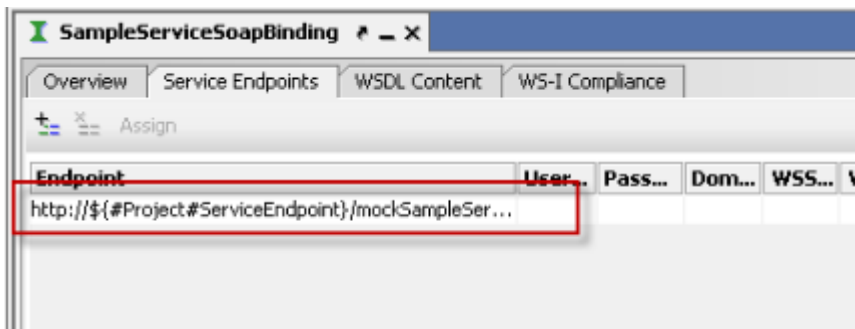 SampleServiceSoapBinding
Overview Service Endpoints WSDL Content WS-I Compliance
Assign
Endpoint User... Pass... Dom... WSS...
http://${#Project#ServiceEndpoint}/mockSampleSer...